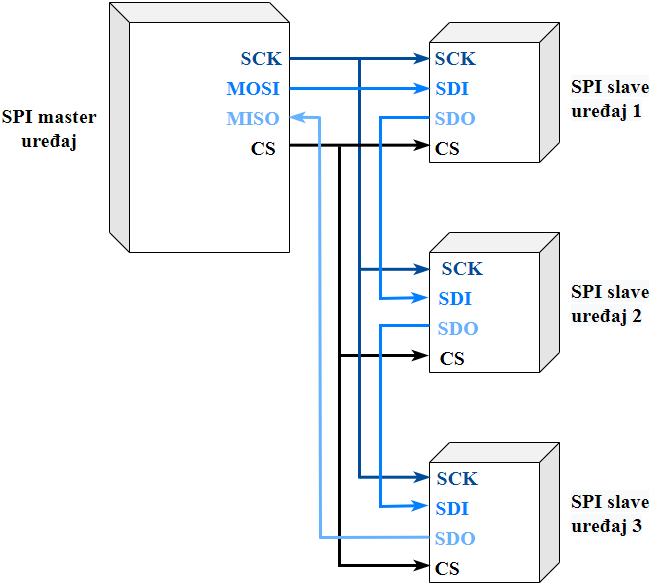 SPI master
uređaj
SCK
MOSI
MISO
CS
SCK
SDI
SDO
CS
SPI slave
uređaj 1
SCK
SDI
SDO
CS
SPI slave
uređaj 2
SCK
SDI
SDO
CS
SPI slave
uređaj 3